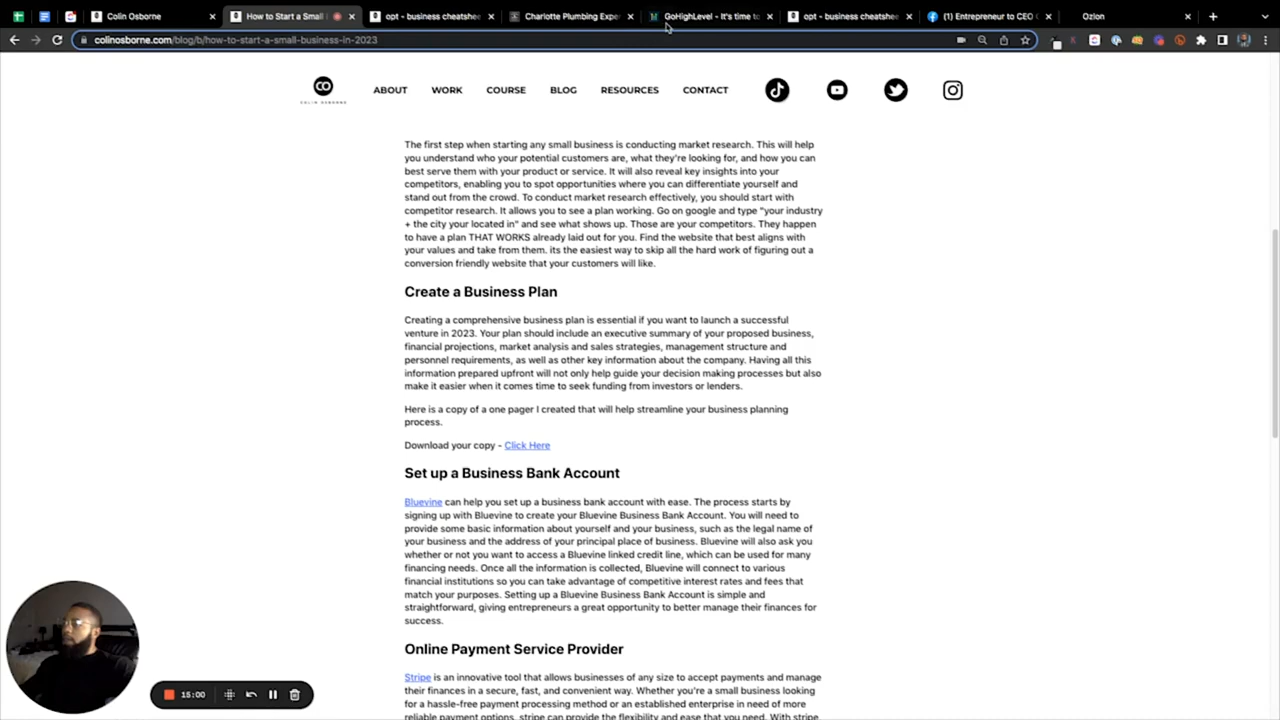 Colin Osborne
How to Start a Small
opt - business cheatshe
Charlotte Plumbing Expe
GoHighLevel - It's time to
opt - business cheatshe
(1) Entrepreneur to CEO
Ozlon
colinosborne.com/blog/b/how-to-start-a-small-business-in-2023
CO
COLIN OSBORNE
ABOUT
WORK
COURSE
BLOG
RESOURCES
CONTACT
The first step when starting any small business is conducting market research. This will help
you understand who your potential customers are, what they're looking for, and how you can
best serve them with your product or service. It will also reveal key insights into your
competitors, enabling you to spot opportunities where you can differentiate yourself and
stand out from the crowd. To conduct market research effectively, you should start with
competitor research. It allows you to see a plan working. Go on google and type "your industry
+ the city your located in" and see what shows up. Those are your competitors. They happen
to have a plan THAT WORKS already laid out for you. Find the website that best aligns with
your values and take from them. its the easiest way to skip all the hard work of figuring out a
conversion friendly website that your customers will like.
Create a Business Plan
Creating a comprehensive business plan is essential if you want to launch a successful
venture in 2023. Your plan should include an executive summary of your proposed business,
financial projections, market analysis and sales strategies, management structure and
personnel requirements, as well as other key information about the company. Having all this
information prepared upfront will not only help guide your decision making processes but also
make it easier when it comes time to seek funding from investors or lenders.
Here is a copy of a one pager I created that will help streamline your business planning
process.
Download your copy - Click Here
Set up a Business Bank Account
Bluevine can help you set up a business bank account with ease. The process starts by
signing up with Bluevine to create your Bluevine Business Bank Account. You will need to
provide some basic information about yourself and your business, such as the legal name of
your business and the address of your principal place of business. Bluevine will also ask you
whether or not you want to access a Bluevine linked credit line, which can be used for many
financing needs. Once all the information is collected, Bluevine will connect to various
financial institutions so you can take advantage of competitive interest rates and fees that
match your purposes. Setting up a Bluevine Business Bank Account is simple and
straightforward, giving entrepreneurs a great opportunity to better manage their finances for
success.
Online Payment Service Provider
Stripe is an innovative tool that allows businesses of any size to accept payments and manage
their finances in a secure, fast, and convenient way. Whether you're a small business looking
for a hassle-free payment processing method or an established enterprise in need of more
reliable payment options, stripe can provide the flexibility and ease that you need. With stripe,
15:00